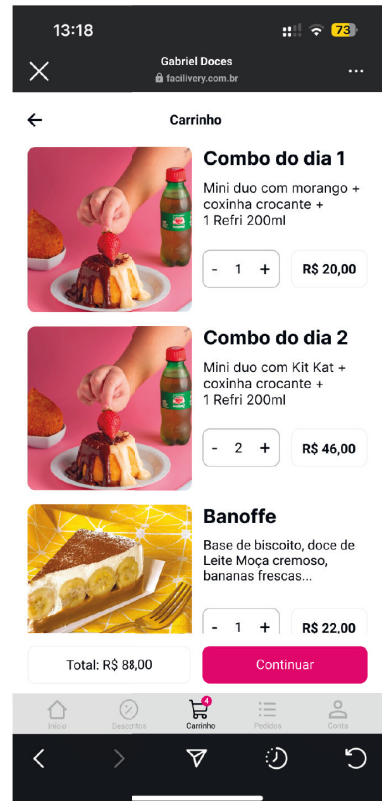 13:18
73
Gabriel Doces
facilivery.com.br
Carrinho
Combo do dia 1
Mini duo com morango +
coxinha crocante +
1 Refri 200ml
- 1 +
R$ 20,00
Combo do dia 2
Mini duo com Kit Kat +
coxinha crocante +
1 Refri 200ml
- 2 +
R$ 46,00
Banoffe
Base de biscoito, doce de
Leite Moça cremoso,
bananas frescas...
- 1 +
R$ 22,00
Total: R$ 88,00
Continuar
4
Início
Descontos
Carrinho
Pedidos
Conta